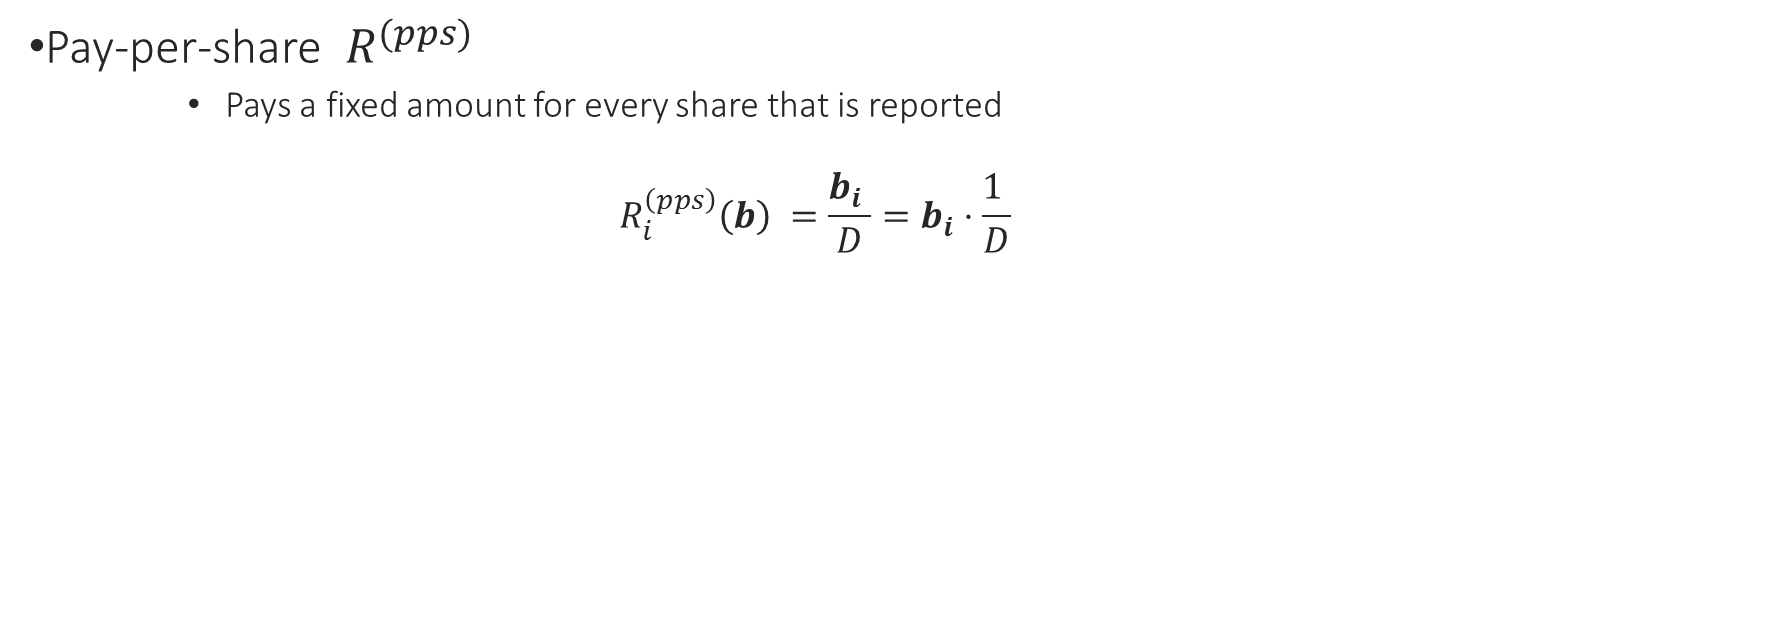 •Pay-per-share R^(pps)
• Pays a fixed amount for every share that is reported
R_i^(pps)(b) = b_i/D = b_i · 1/D